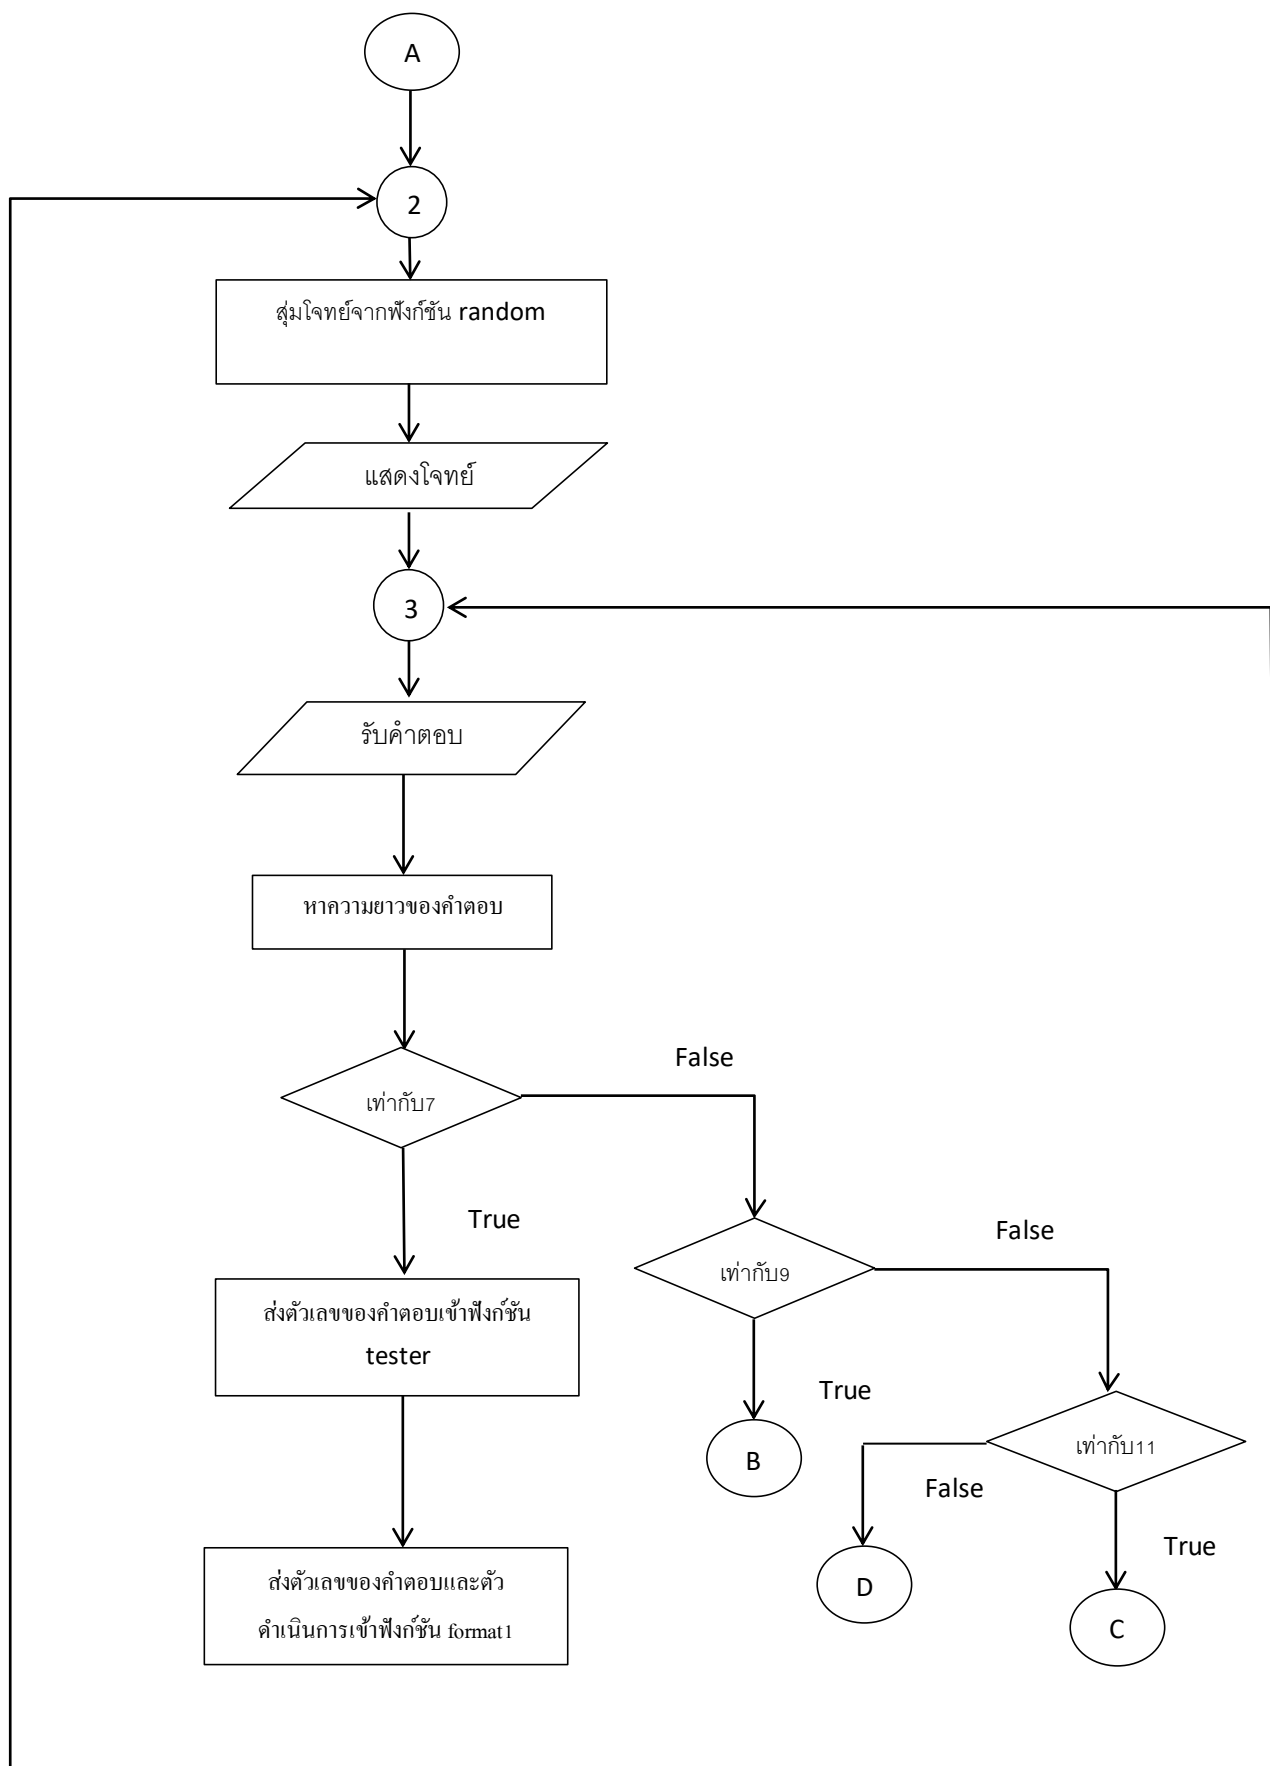 A
2
สุ่มโจทย์จากฟังก์ชัน random
แสดงโจทย์
3
รับคำตอบ
หาความยาวของคำตอบ
False
เท่ากับ7
True
False
เท่ากับ9
ส่งตัวเลขของคำตอบเข้าฟังก์ชัน
tester
True
เท่ากับ11
B
False
True
D
ส่งตัวเลขของคำตอบและตัว
ดำเนินการเข้าฟังก์ชัน format1
C